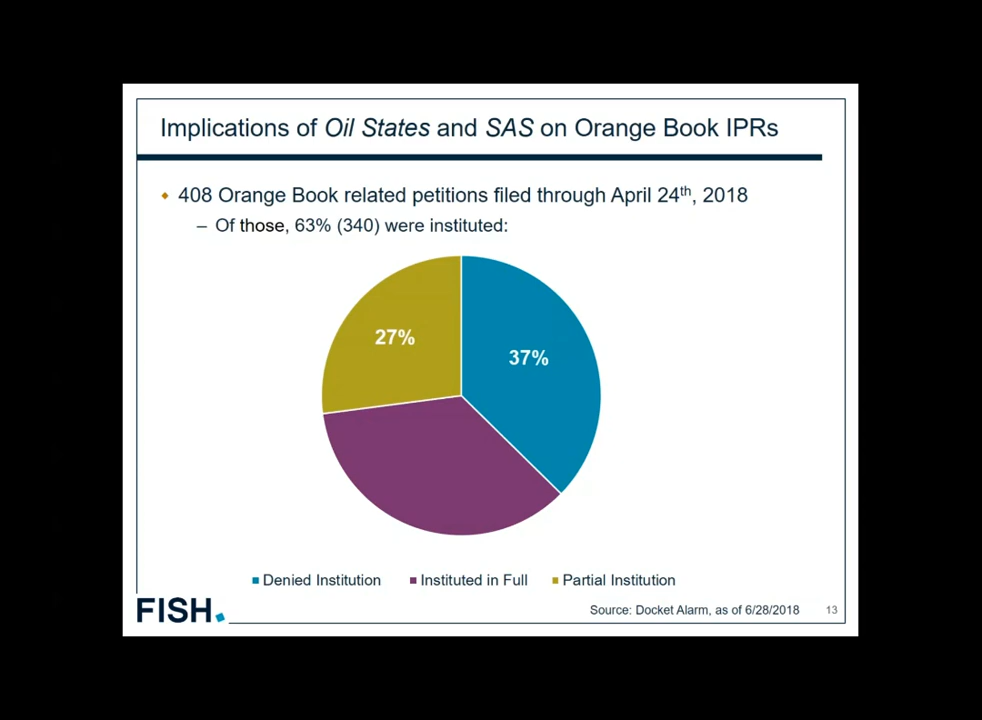 Implications of Oil States and SAS on Orange Book IPRs
408 Orange Book related petitions filed through April 24th, 2018
– Of those, 63% (340) were instituted:
27%
37%
Denied Institution
Instituted in Full
Partial Institution
FISH.
Source: Docket Alarm, as of 6/28/2018
13